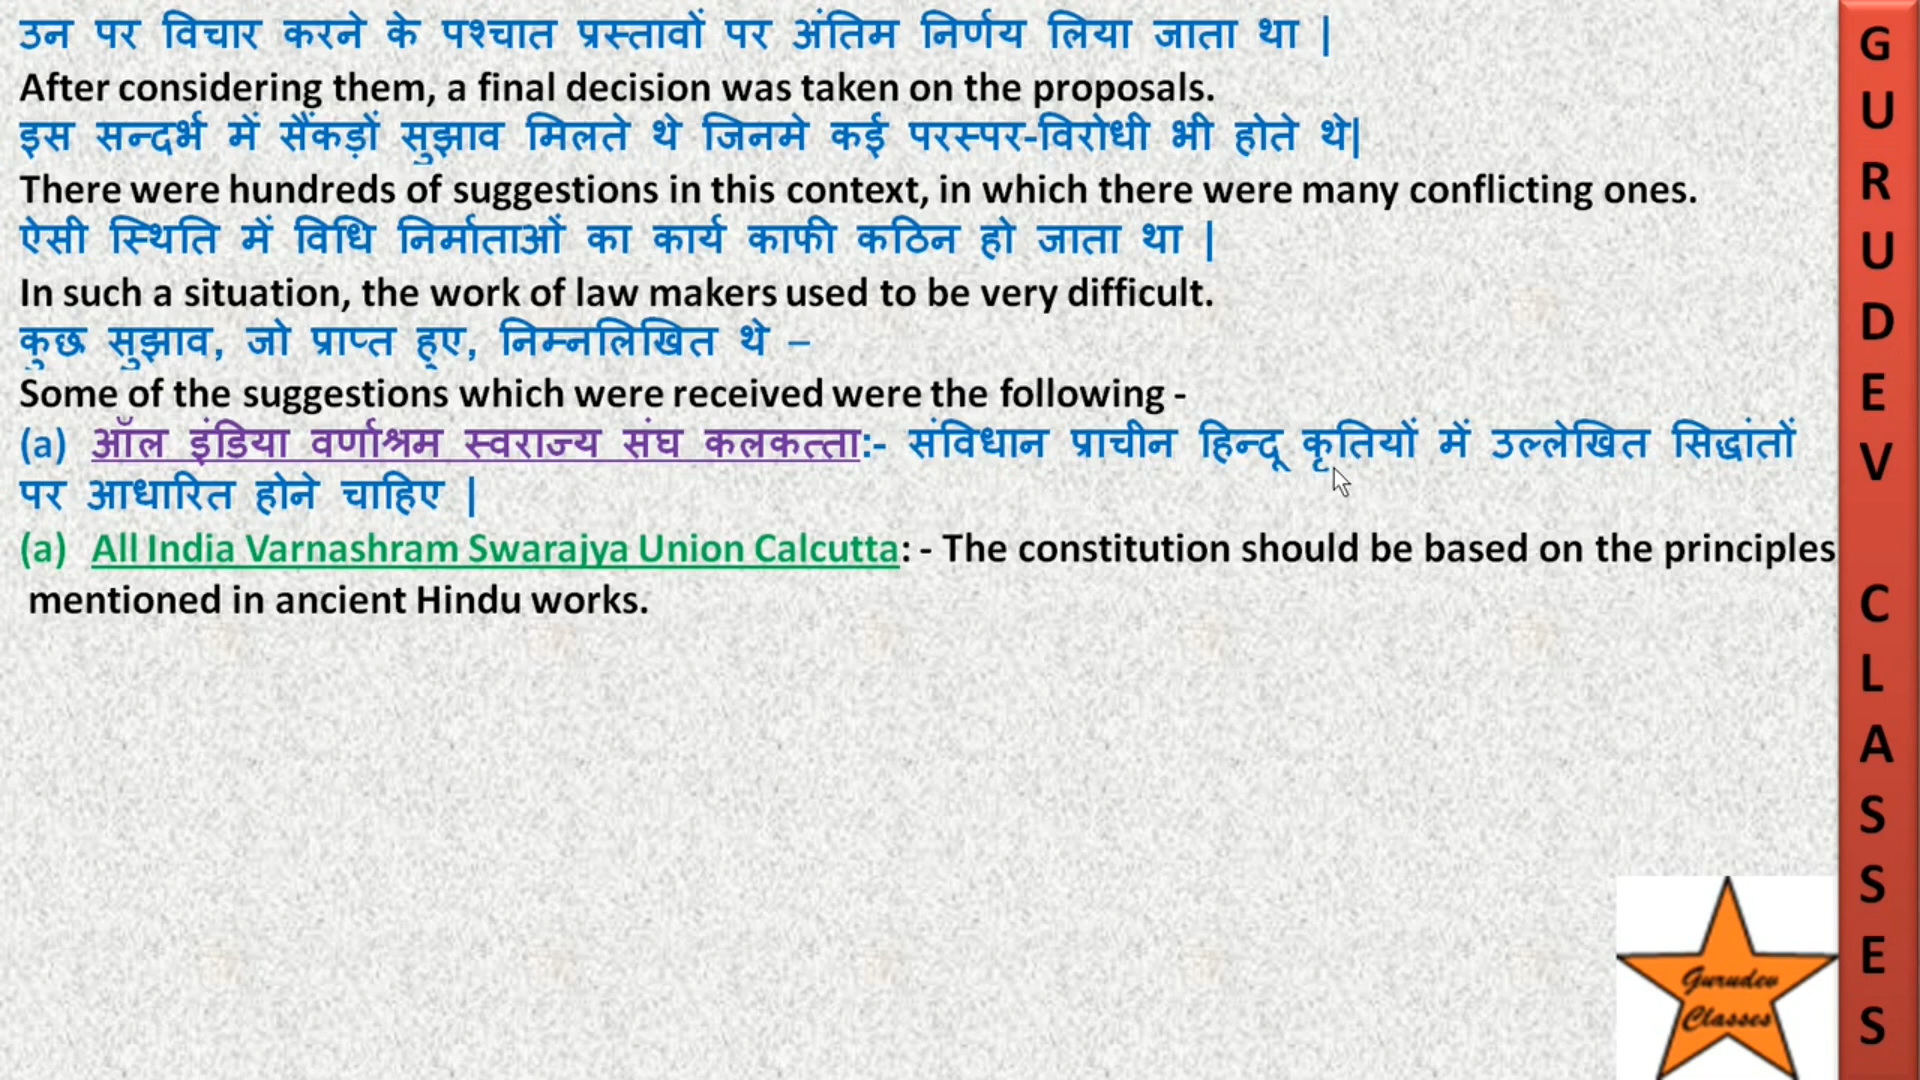 उन पर विचार करने के पश्चात प्रस्तावों पर अंतिम निर्णय लिया जाता था |
After considering them, a final decision was taken on the proposals.
इस सन्दर्भ में सैंकड़ों सुझाव मिलते थे जिनमे कई परस्पर-विरोधी भी होते थे|
There were hundreds of suggestions in this context, in which there were many conflicting ones.
ऐसी स्थिति में विधि निर्माताओं का कार्य काफी कठिन हो जाता था |
In such a situation, the work of law makers used to be very difficult.
कुछ सुझाव, जो प्राप्त हुए, निम्नलिखित थे –
Some of the suggestions which were received were the following -
(a) ऑल इंडिया वर्णाश्रम स्वराज्य संघ कलकत्ता:- संविधान प्राचीन हिन्दू कृतियों में उल्लेखित सिद्धांतों
पर आधारित होने चाहिए |
(a) All India Varnashram Swarajya Union Calcutta: - The constitution should be based on the principles
mentioned in ancient Hindu works.
GURUDEV CLASSES
Gurudev
Classes